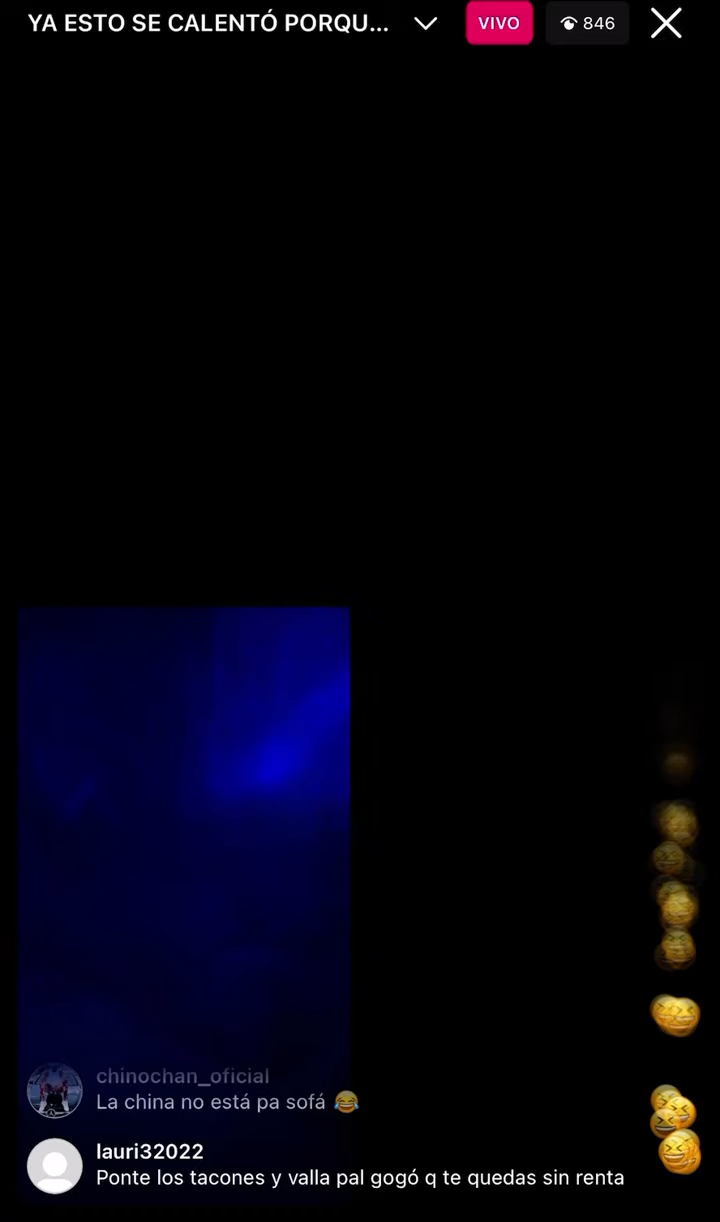 YA ESTO SE CALENTÓ PORQU...
VIVO
846
chinochan_oficial
La china no está pa sofá 😂
lauri32022
Ponte los tacones y valla pal gogó q te quedas sin renta